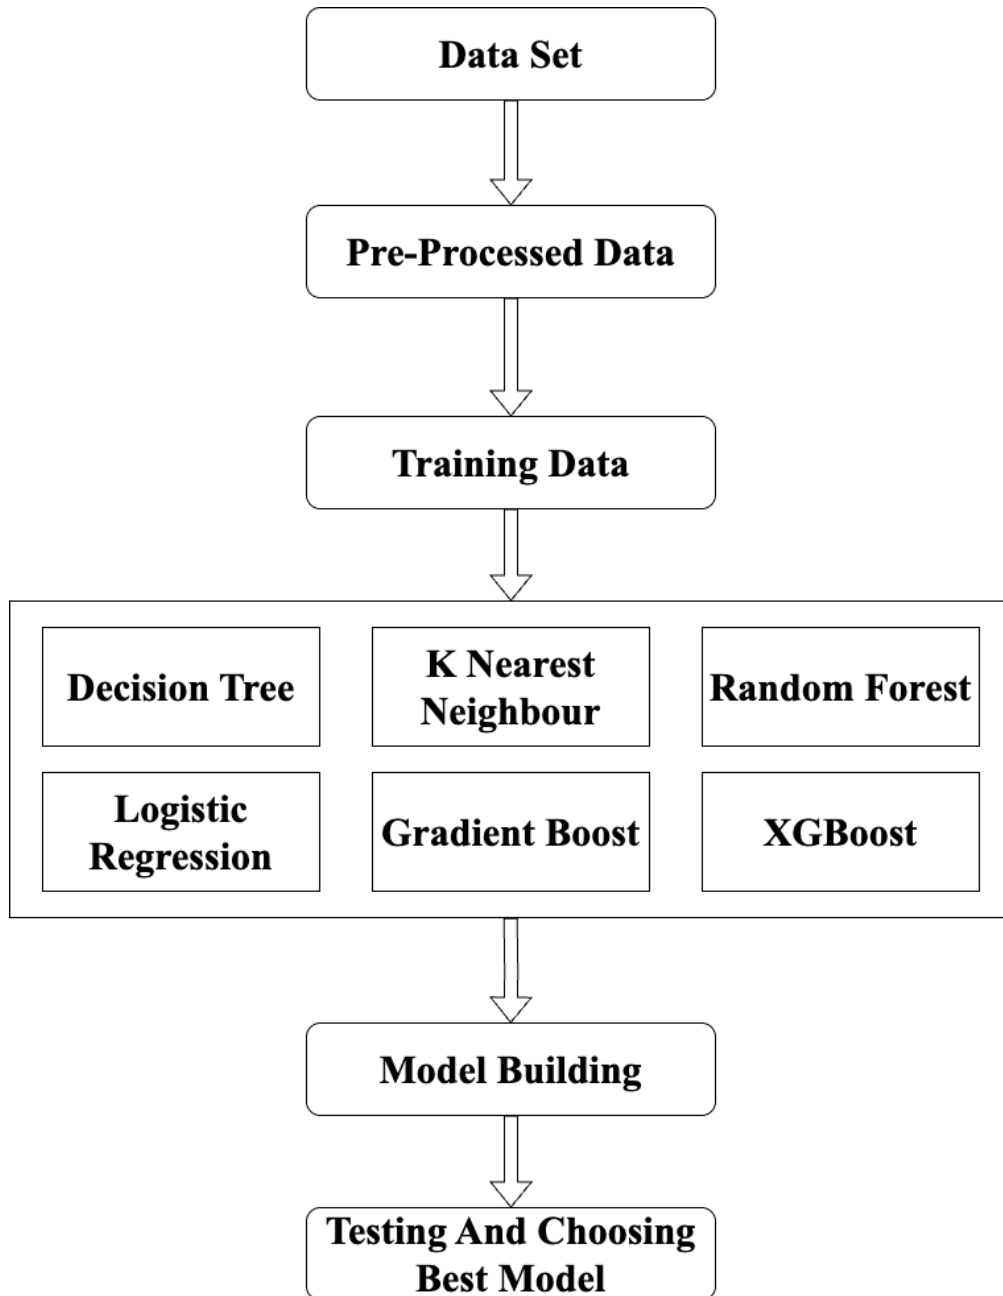 Data Set
Pre-Processed Data
Training Data
Decision Tree
K Nearest
Neighbour
Random Forest
Logistic
Regression
Gradient Boost
XGBoost
Model Building
Testing And Choosing
Best Model